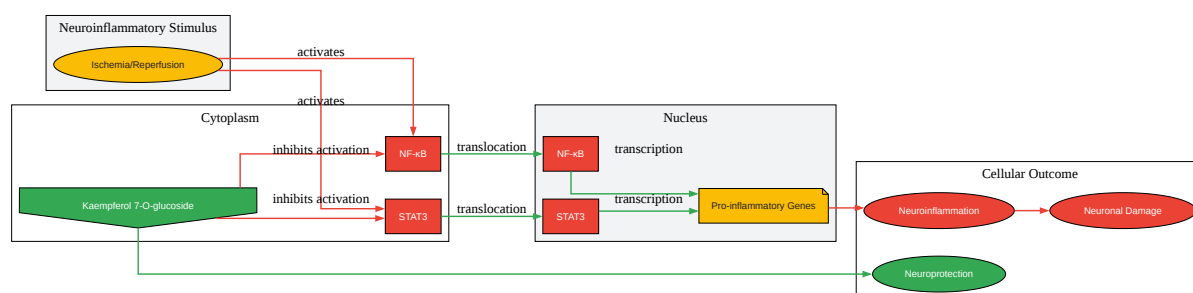 Neuroinflammatory Stimulus
Ischemia/Reperfusion
activates
activates
Cytoplasm
Nucleus
inhibits activation
NF-κB
translocation
NF-κB
transcription
Cellular Outcome
Kaempferol 7-O-glucoside
inhibits activation
STAT3
translocation
STAT3
transcription
Pro-inflammatory Genes
Neuroinflammation
Neuronal Damage
Neuroprotection